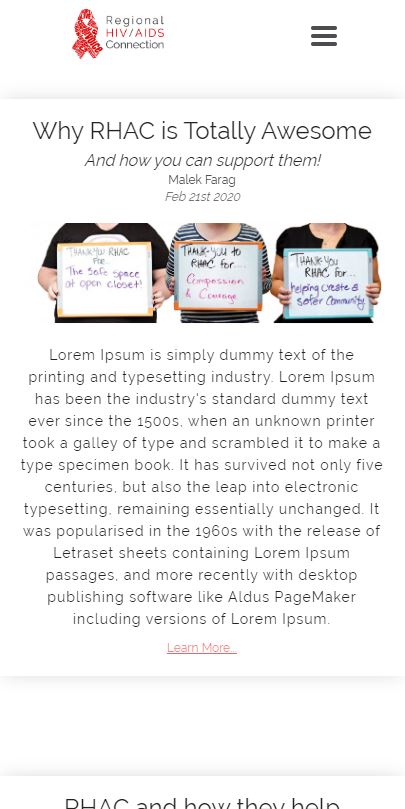 Regional
HIV/AIDS
Connection
Why RHAC is Totally Awesome
And how you can support them!
Malek Farag
Feb 21st 2020
THANK YOU RHAC
For...
The safe space
at open closet!
THANK-YOU to
RHAC for....
Compassion
& Courage
THANK YOU
RHAC for...
helping create a
safer community
Lorem Ipsum is simply dummy text of the
printing and typesetting industry. Lorem Ipsum
has been the industry's standard dummy text
ever since the 1500s, when an unknown printer
took a galley of type and scrambled it to make a
type specimen book. It has survived not only five
centuries, but also the leap into electronic
typesetting, remaining essentially unchanged. It
was popularised in the 1960s with the release of
Letraset sheets containing Lorem Ipsum
passages, and more recently with desktop
publishing software like Aldus PageMaker
including versions of Lorem Ipsum.
Learn More...
RHAC and how they help